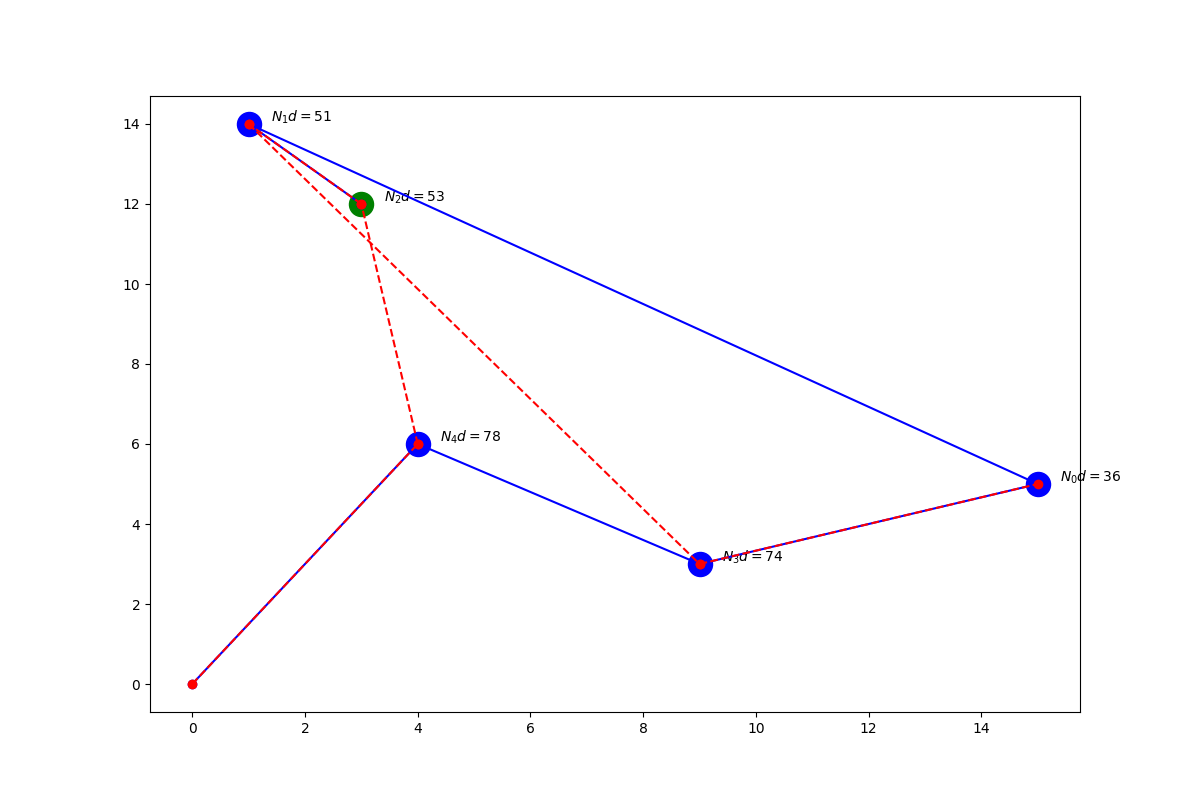 14
12
10
8
6
4
2
0
N₁d = 51
N₂d = 53
N₄d = 78
N₀d = 36
N₃d = 74
0 2 4 6 8 10 12 14